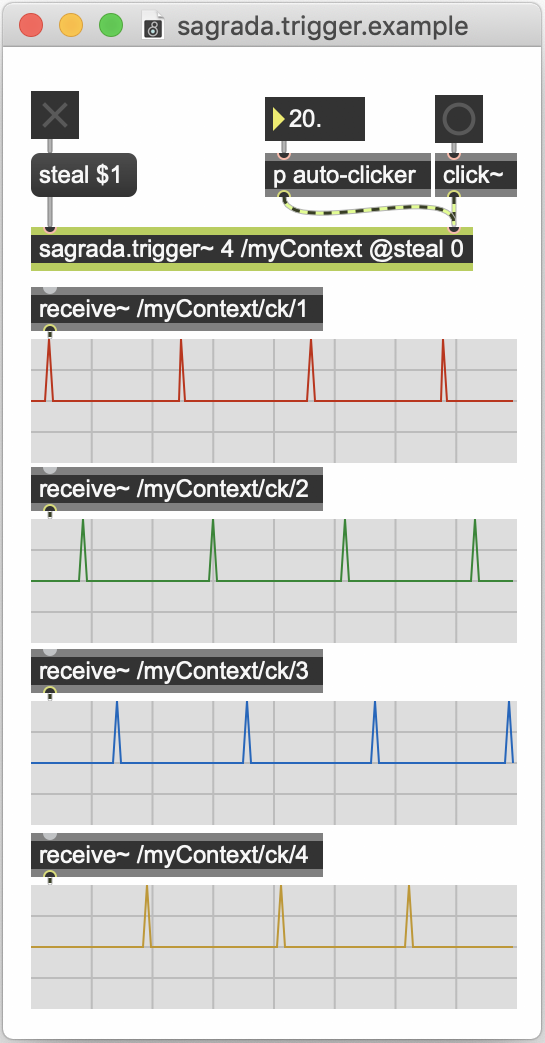 sagrada.trigger.example
20.
steal $1
p auto-clicker
click~
sagrada.trigger~ 4 /myContext @steal 0
receive~ /myContext/ck/1
receive~ /myContext/ck/2
receive~ /myContext/ck/3
receive~ /myContext/ck/4